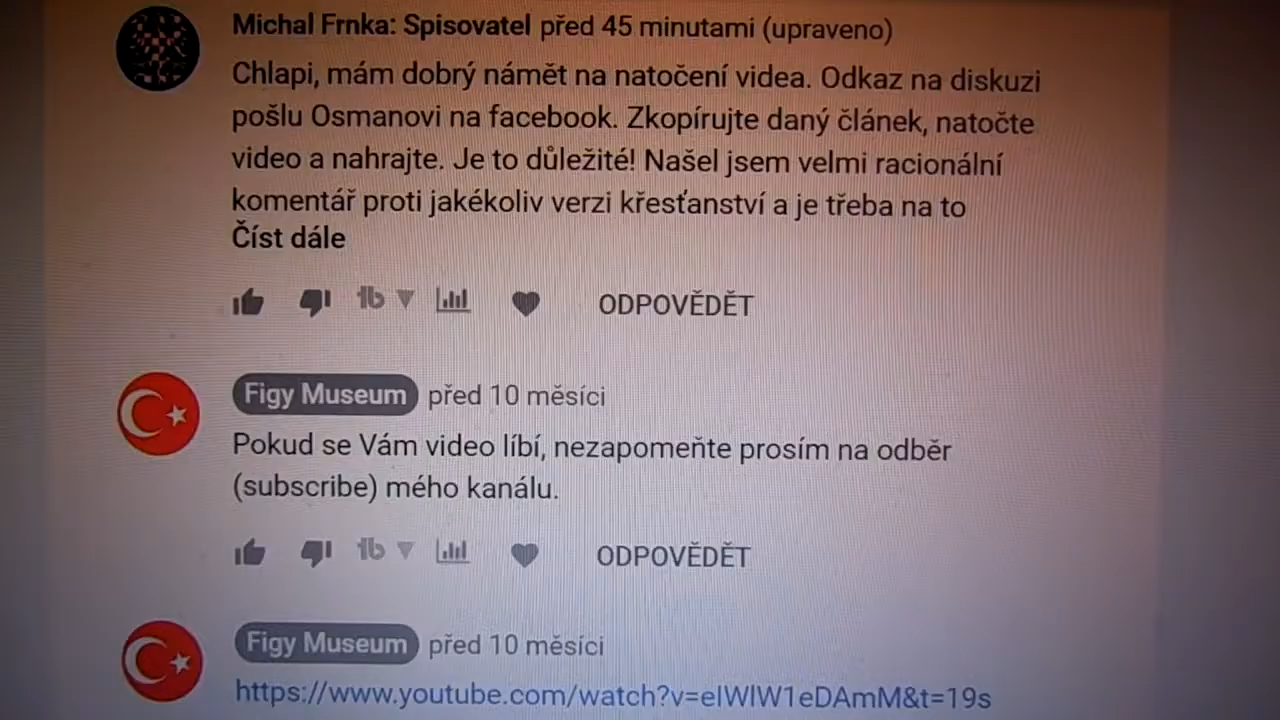 Michal Frnka: Spisovatel před 45 minutami (upraveno)
Chlapi, mám dobrý námět na natočení videa. Odkaz na diskuzi
pošlu Osmanovi na facebook. Zkopírujte daný článek, natočte
video a nahrajte. Je to důležité! Našel jsem velmi racionální
komentář proti jakékoliv verzi křesťanství a je třeba na to
Číst dále
ODPOVĚDĚT
Figy Museum před 10 měsíci
Pokud se Vám video líbí, nezapomeňte prosím na odběr
(subscribe) mého kanálu.
ODPOVĚDĚT
Figy Museum před 10 měsíci
https://www.youtube.com/watch?v=elWlW1eDAmM&t=19s